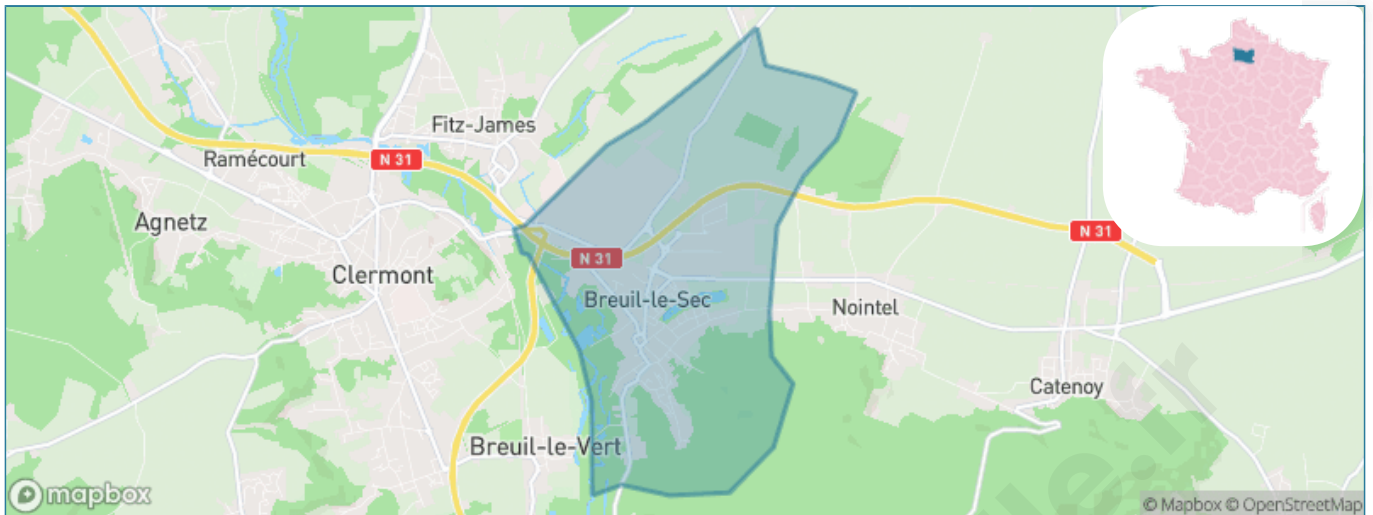 Fitz-James
Ramécourt
N 31
Agnetz
N 31
N 31
Clermont
Breuil-le-Sec
Nointel
Catenoy
Breuil-le-Vert
mapbox
© Mapbox © OpenStreetMap